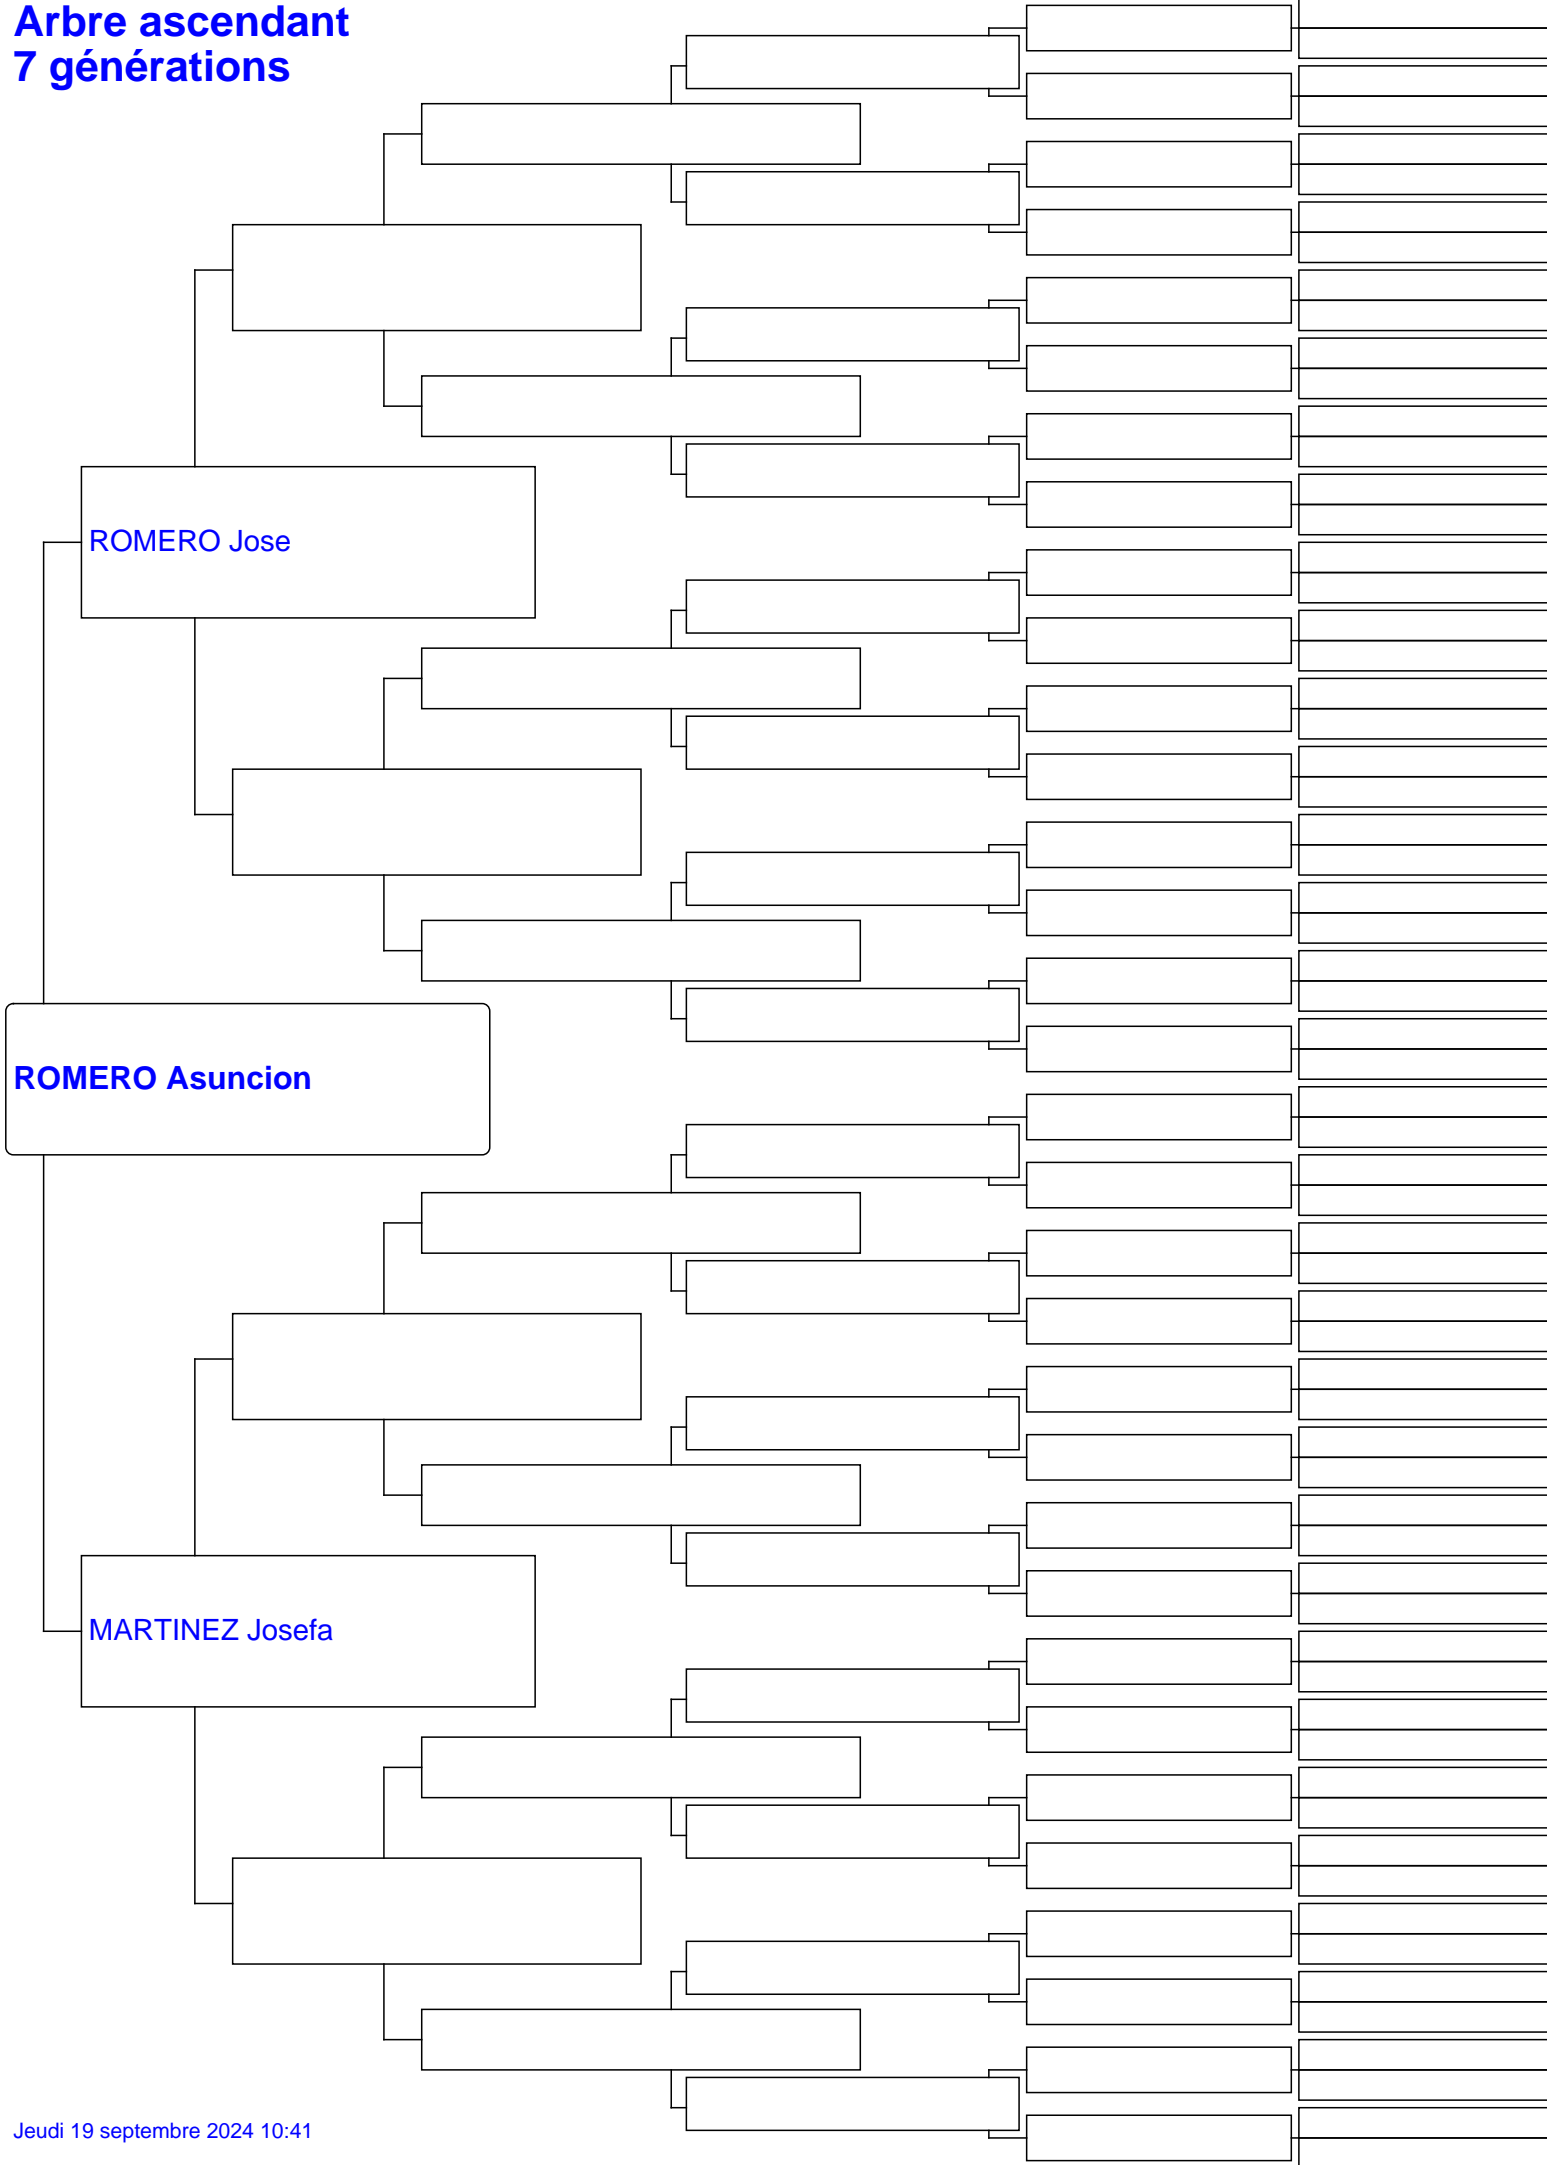 Arbre ascendant
7 générations
ROMERO Jose
ROMERO Asuncion
MARTINEZ Josefa
Jeudi 19 septembre 2024 10:41